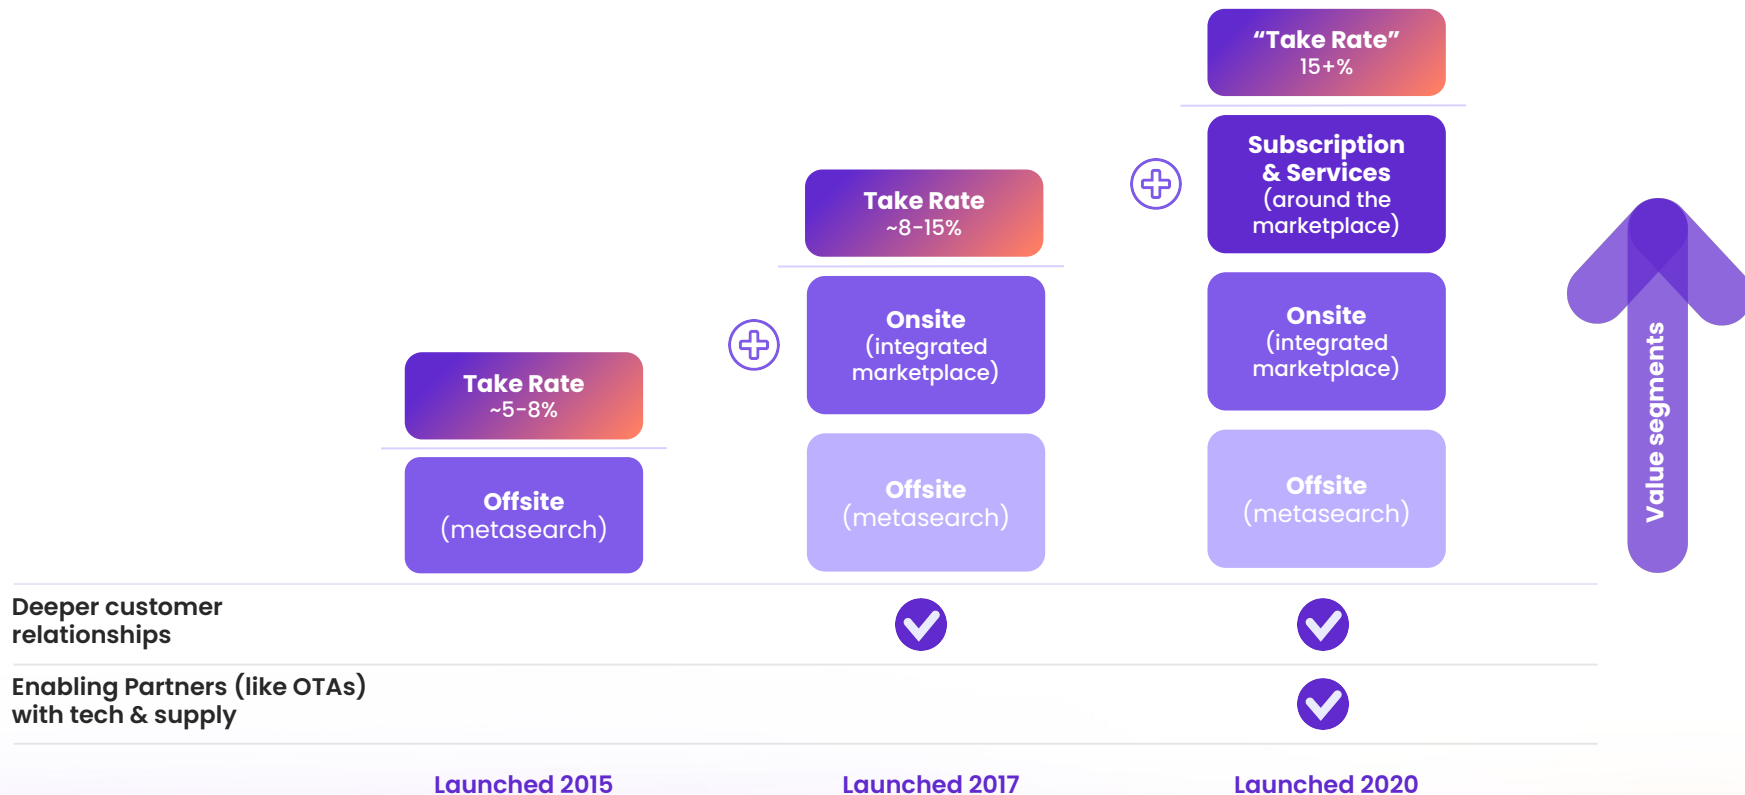 “Take Rate”
15+%
Subscription
& Services
(around the
marketplace)
Take Rate
~8-15%
Onsite
(integrated
marketplace)
Onsite
(integrated
marketplace)
Take Rate
~5-8%
Offsite
(metasearch)
Offsite
(metasearch)
Offsite
(metasearch)
Value segments
Deeper customer
relationships
Enabling Partners (like OTAs)
with tech & supply
Launched 2015
Launched 2017
Launched 2020